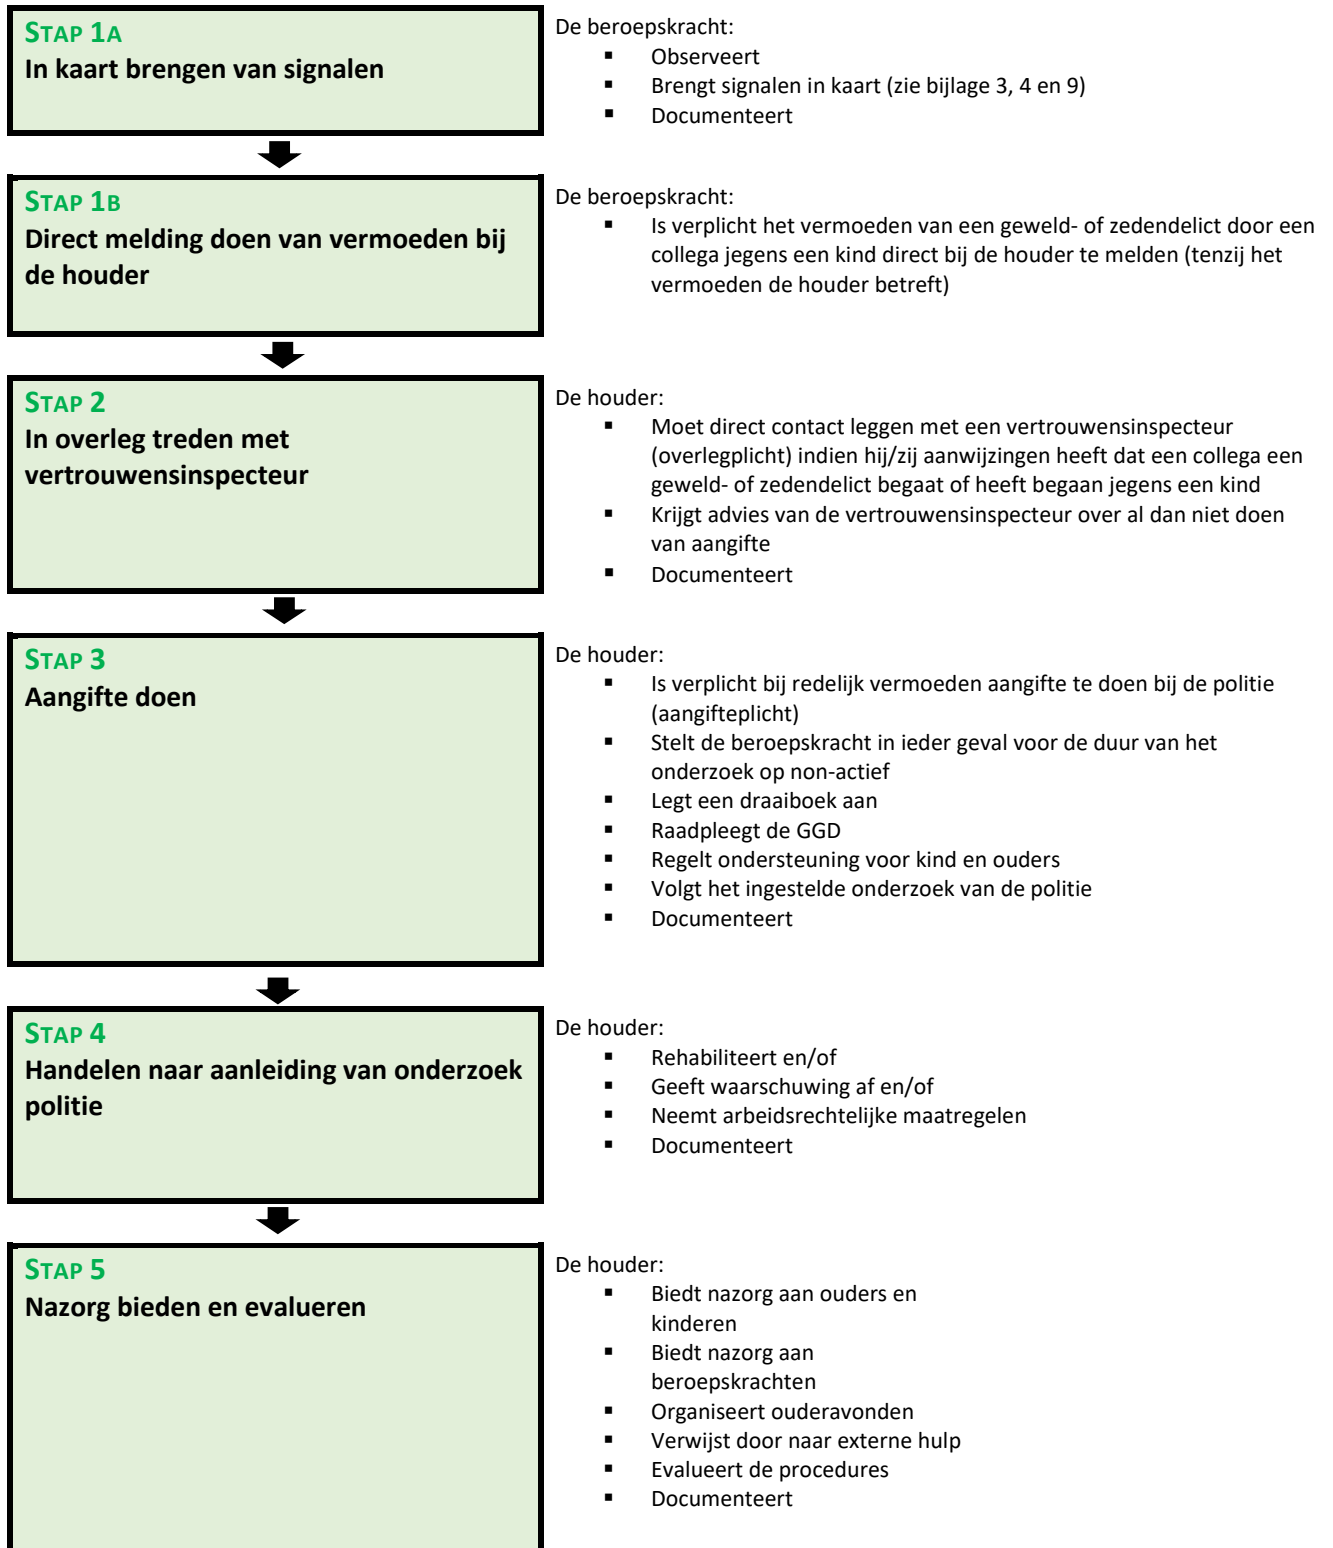 STAP 1A
In kaart brengen van signalen
De beroepskracht:
▪ Observeert
▪ Brengt signalen in kaart (zie bijlage 3, 4 en 9)
▪ Documenteert
STAP 1B
Direct melding doen van vermoeden bij
de houder
De beroepskracht:
▪ Is verplicht het vermoeden van een geweld- of zedendelict door een
collega jegens een kind direct bij de houder te melden (tenzij het
vermoeden de houder betreft)
STAP 2
In overleg treden met
vertrouwensinspecteur
De houder:
▪ Moet direct contact leggen met een vertrouwensinspecteur
(overlegplicht) indien hij/zij aanwijzingen heeft dat een collega een
geweld- of zedendelict begaat of heeft begaan jegens een kind
▪ Krijgt advies van de vertrouwensinspecteur over al dan niet doen
van aangifte
▪ Documenteert
STAP 3
Aangifte doen
De houder:
▪ Is verplicht bij redelijk vermoeden aangifte te doen bij de politie
(aangifteplicht)
▪ Stelt de beroepskracht in ieder geval voor de duur van het
onderzoek op non-actief
▪ Legt een draaiboek aan
▪ Raadpleegt de GGD
▪ Regelt ondersteuning voor kind en ouders
▪ Volgt het ingestelde onderzoek van de politie
▪ Documenteert
STAP 4
Handelen naar aanleiding van onderzoek
politie
De houder:
▪ Rehabiliteert en/of
▪ Geeft waarschuwing af en/of
▪ Neemt arbeidsrechtelijke maatregelen
▪ Documenteert
STAP 5
Nazorg bieden en evalueren
De houder:
▪ Biedt nazorg aan ouders en
kinderen
▪ Biedt nazorg aan
beroepskrachten
▪ Organiseert ouderavonden
▪ Verwijst door naar externe hulp
▪ Evalueert de procedures
▪ Documenteert